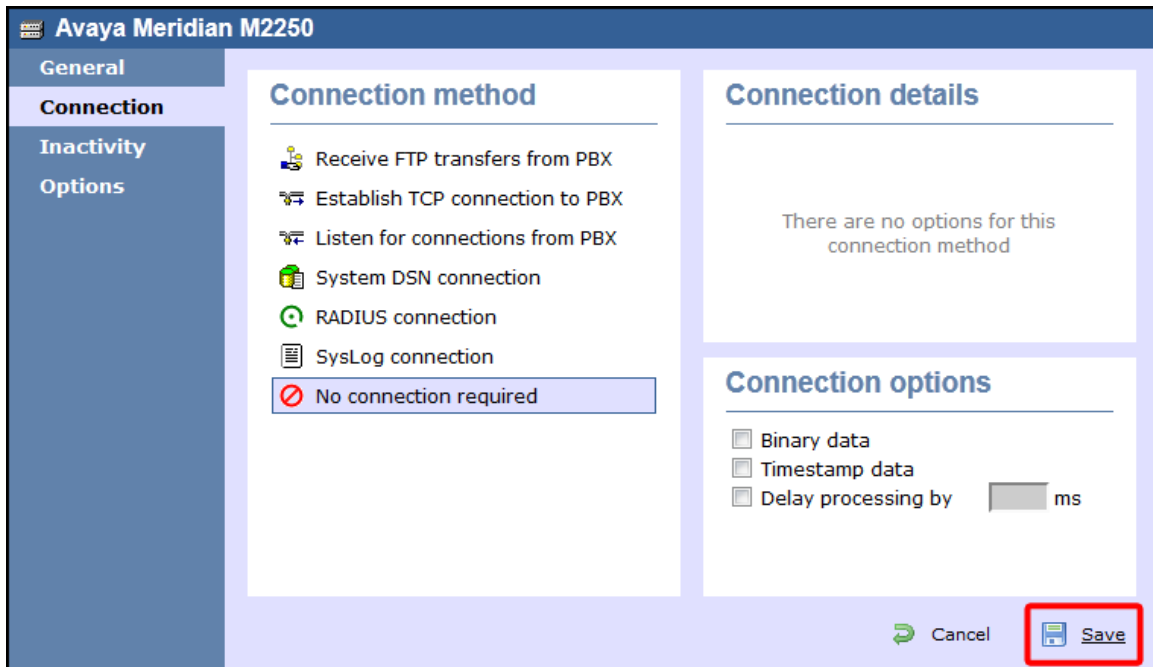 Avaya Meridian M2250
General
Connection
Inactivity
Options
Connection method
Receive FTP transfers from PBX
Establish TCP connection to PBX
Listen for connections from PBX
System DSN connection
RADIUS connection
SysLog connection
No connection required
Connection details
There are no options for this
connection method
Connection options
Binary data
Timestamp data
Delay processing by ms
Cancel
Save